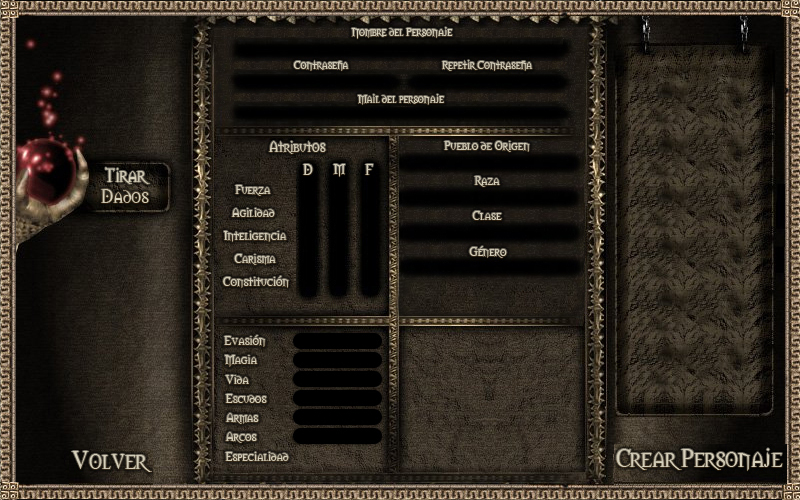 Nombre del Personaje
Contraseña Repetir Contraseña
Mail del personaje
Tirar
Dados
Atributos
D M F
Fuerza
Agilidad
Inteligencia
Carisma
Constitución
Pueblo de Origen
Raza
Clase
Género
Evasión
Magia
Vida
Escudos
Armas
Arcos
Especialidad
Volver
Crear Personaje